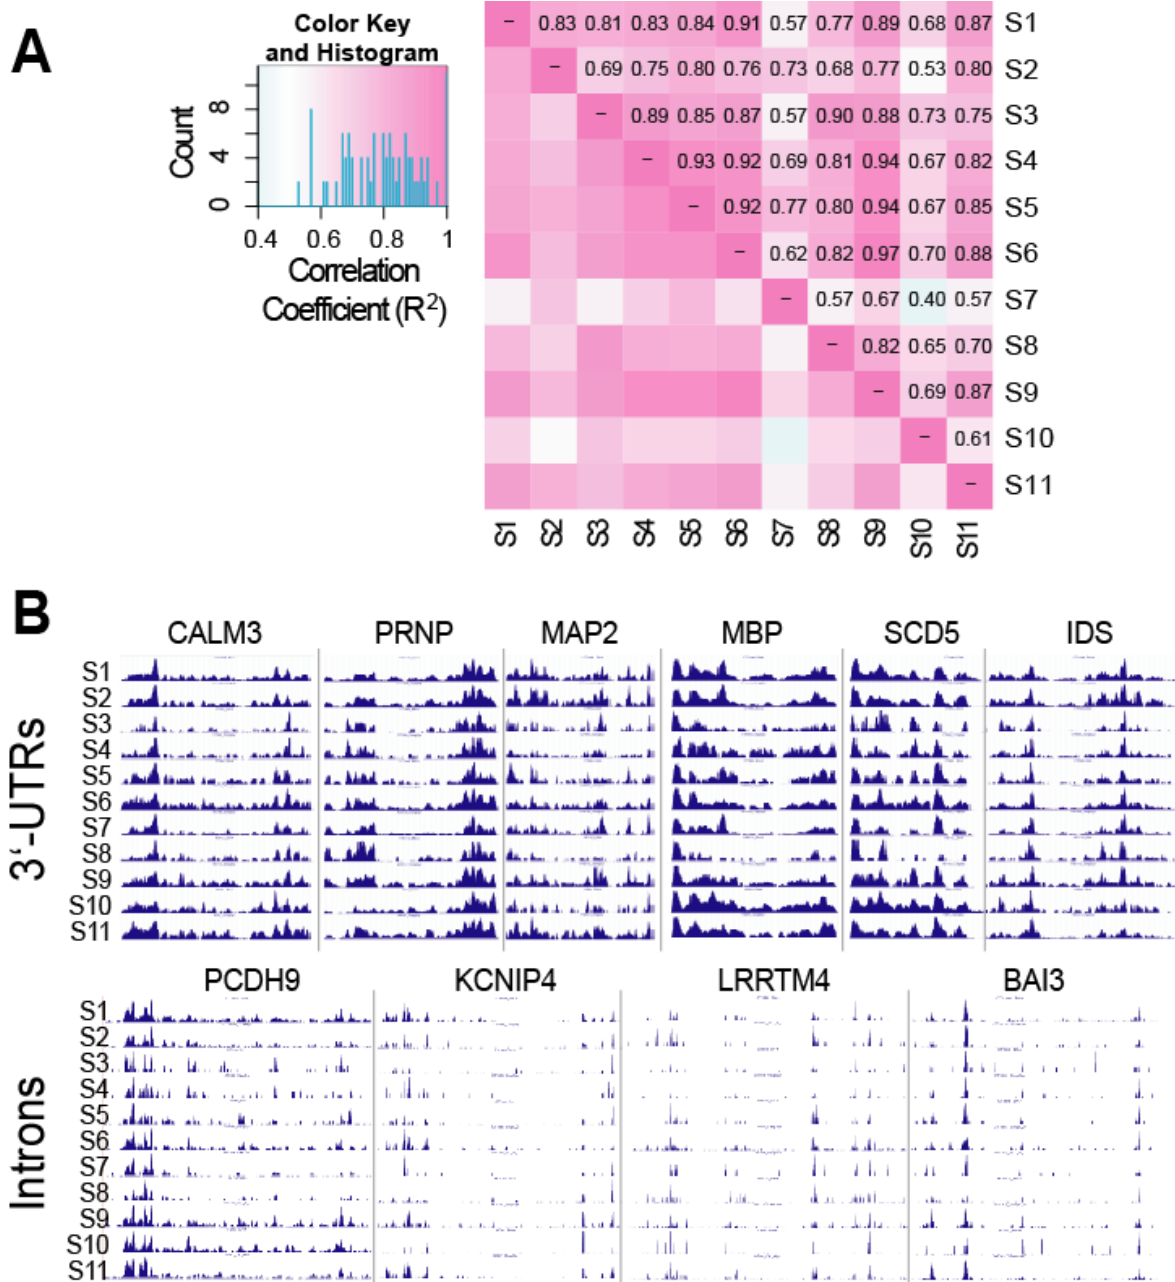 A
Color Key
and Histogram
Count
0 4 8
0.4 0.6 0.8 1
Correlation
Coefficient (R²)
– 0.83 0.81 0.83 0.84 0.91 0.57 0.77 0.89 0.68 0.87 S1
– 0.69 0.75 0.80 0.76 0.73 0.68 0.77 0.53 0.80 S2
– 0.89 0.85 0.87 0.57 0.90 0.88 0.73 0.75 S3
– 0.93 0.92 0.69 0.81 0.94 0.67 0.82 S4
– 0.92 0.77 0.80 0.94 0.67 0.85 S5
– 0.62 0.82 0.97 0.70 0.88 S6
– 0.57 0.67 0.40 0.57 S7
– 0.82 0.65 0.70 S8
– 0.69 0.87 S9
– 0.61 S10
– S11
S1 S2 S3 S4 S5 S6 S7 S8 S9 S10 S11
B
CALM3 PRNP MAP2 MBP SCD5 IDS
3‘-UTRs
S1
S2
S3
S4
S5
S6
S7
S8
S9
S10
S11
PCDH9 KCNIP4 LRRTM4 BAI3
Introns
S1
S2
S3
S4
S5
S6
S7
S8
S9
S10
S11